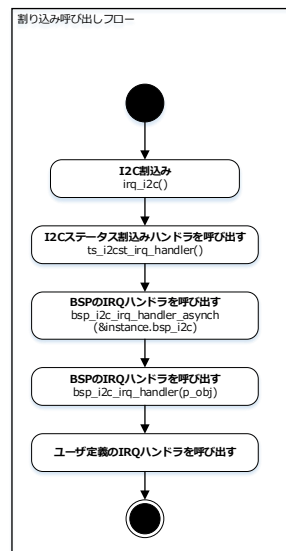 割り込み呼び出しフロー
I2C割込み
irq_i2c()
I2Cステータス割込みハンドラを呼び出す
ts_i2cst_irq_handler()
BSPのIRQハンドラを呼び出す
bsp_i2c_irq_handler_asynch
(&instance.bsp_i2c)
BSPのIRQハンドラを呼び出す
bsp_i2c_irq_handler(p_obj)
ユーザ定義のIRQハンドラを呼び出す